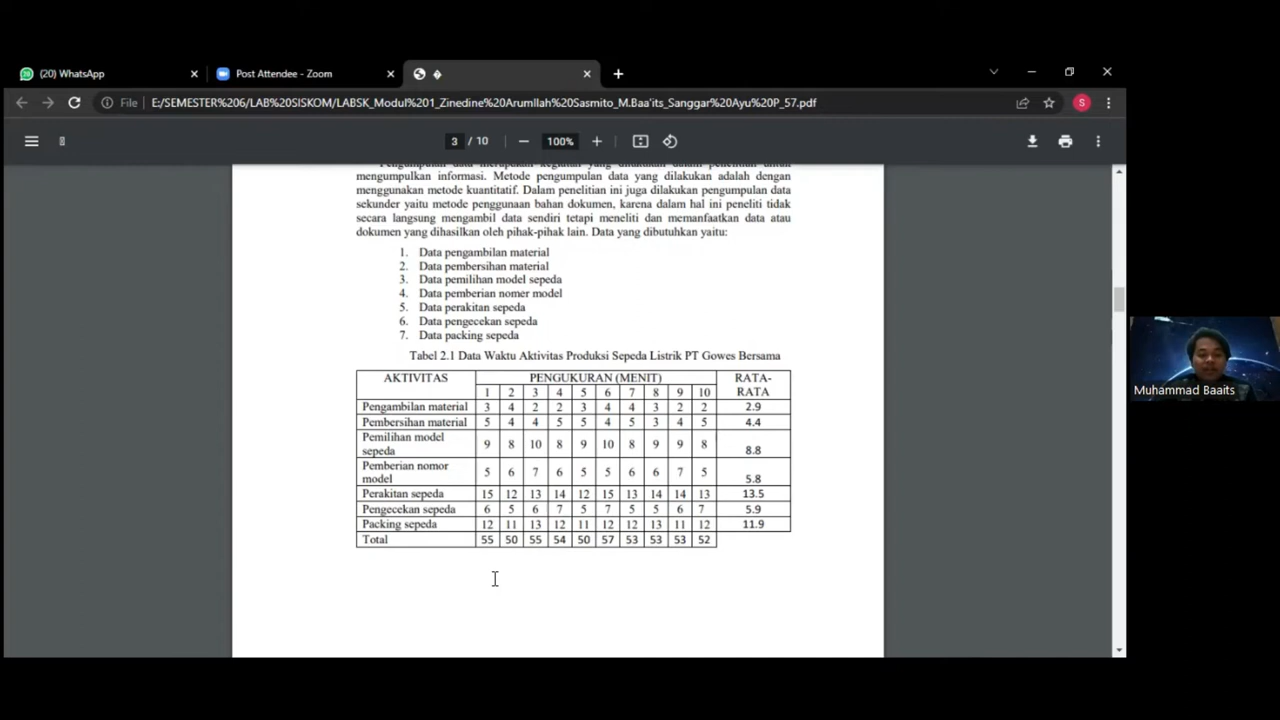 (20) WhatsApp
Post Attendee - Zoom
File
E:/SEMESTER%206/LAB%20SISKOM/LABSK_Modul%201_Zinedine%20Arumllah%20Sasmito_M.Baa'its_Sanggar%20Ayu%20P_57.pdf
S
3 / 10
100%
Pengumpulan data merupakan kegiatan yang dilakukan dalam penelitian untuk
mengumpulkan informasi. Metode pengumpulan data yang dilakukan adalah dengan
menggunakan metode kuantitatif. Dalam penelitian ini juga dilakukan pengumpulan data
sekunder yaitu metode penggunaan bahan dokumen, karena dalam hal ini peneliti tidak
secara langsung mengambil data sendiri tetapi meneliti dan memanfaatkan data atau
dokumen yang dihasilkan oleh pihak-pihak lain. Data yang dibutuhkan yaitu:
1. Data pengambilan material
2. Data pembersihan material
3. Data pemilihan model sepeda
4. Data pemberian nomer model
5. Data perakitan sepeda
6. Data pengecekan sepeda
7. Data packing sepeda
Tabel 2.1 Data Waktu Aktivitas Produksi Sepeda Listrik PT Gowes Bersama
AKTIVITAS PENGUKURAN (MENIT) RATA-
1 2 3 4 5 6 7 8 9 10 RATA
Pengambilan material 3 4 2 2 3 4 4 3 2 2 2.9
Pembersihan material 5 4 4 5 5 4 5 3 4 5 4.4
Pemilihan model
sepeda 9 8 10 8 9 10 8 9 9 8 8.8
Pemberian nomor
model 5 6 7 6 5 5 6 6 7 5 5.8
Perakitan sepeda 15 12 13 14 12 15 13 14 14 13 13.5
Pengecekan sepeda 6 5 6 7 5 7 5 5 6 7 5.9
Packing sepeda 12 11 13 12 11 12 12 13 11 12 11.9
Total 55 50 55 54 50 57 53 53 53 52
Muhammad Baaits